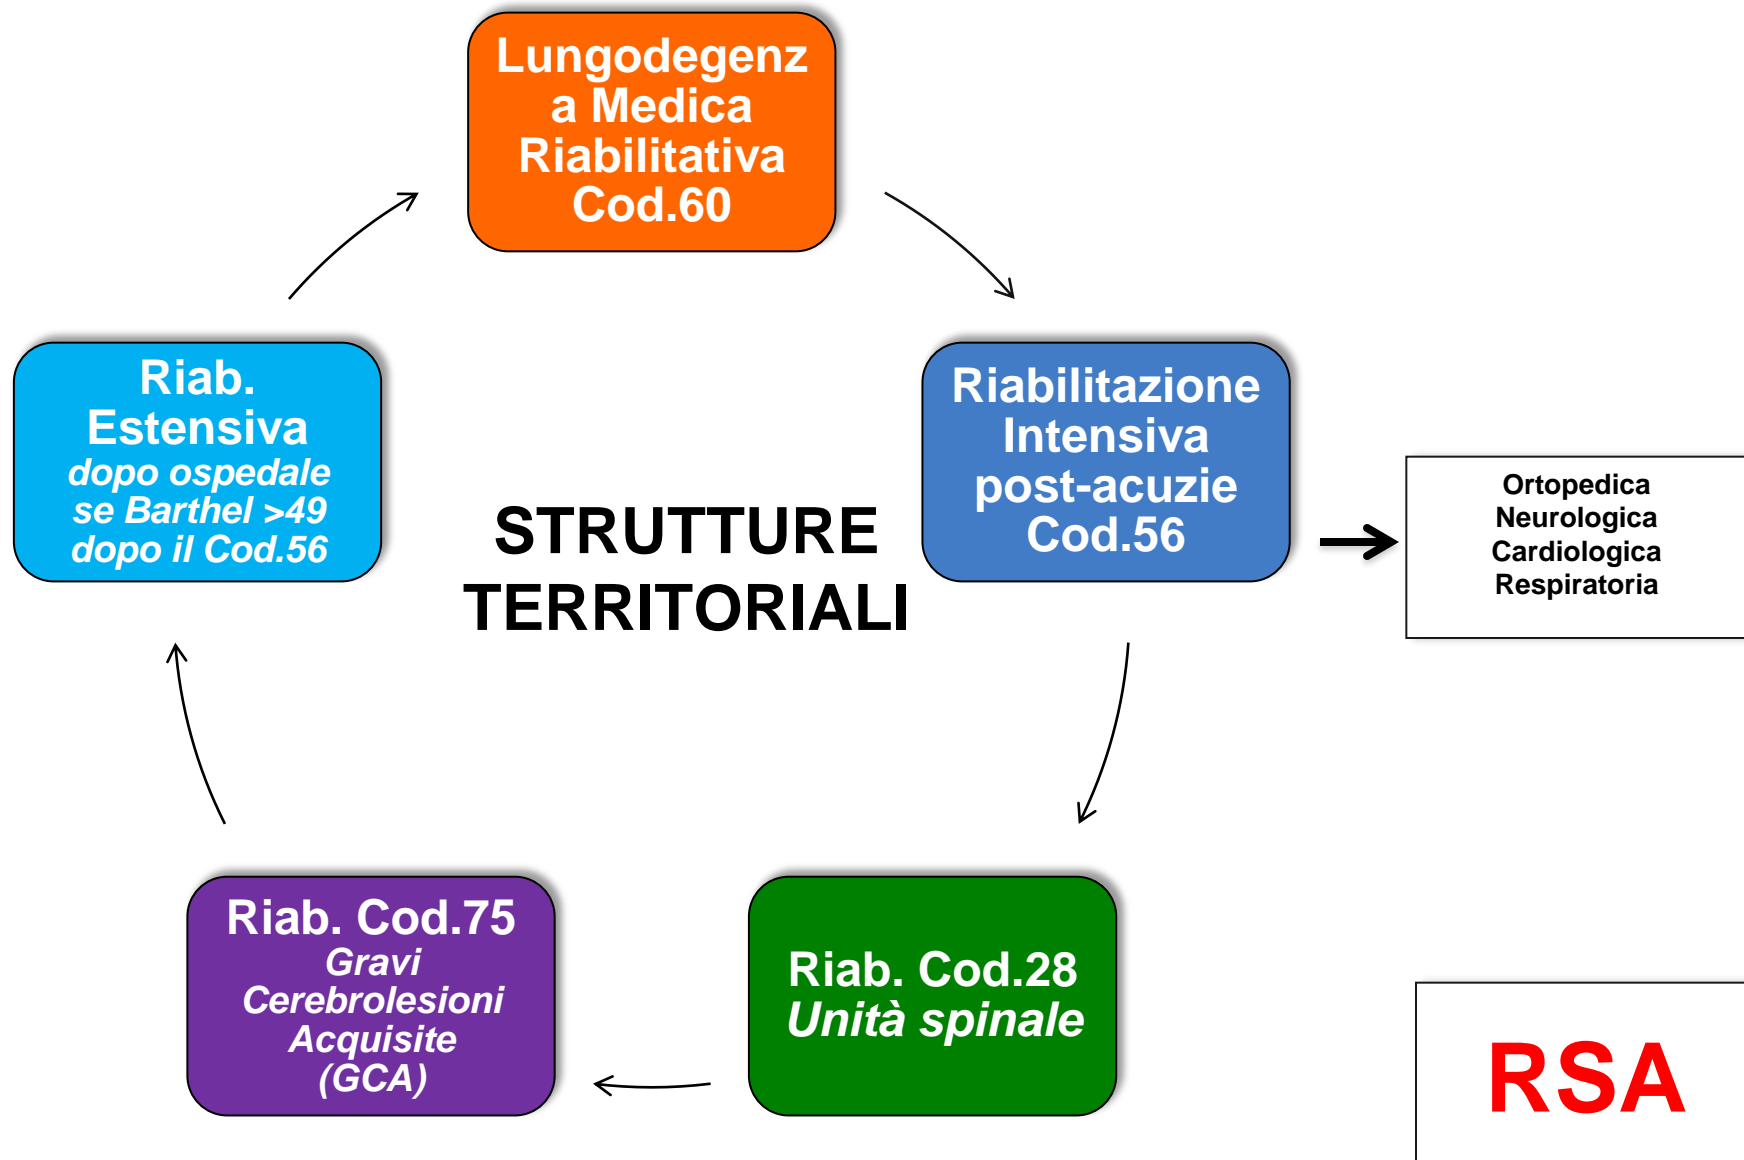 Lungodegenz
a Medica
Riabilitativa
Cod.60
Riab.
Estensiva
dopo ospedale
se Barthel >49
dopo il Cod.56
STRUTTURE
TERRITORIALI
Riabilitazione
Intensiva
post-acuzie
Cod.56
Ortopedica
Neurologica
Cardiologica
Respiratoria
Riab. Cod.75
Gravi
Cerebrolesioni
Acquisite
(GCA)
Riab. Cod.28
Unità spinale
RSA